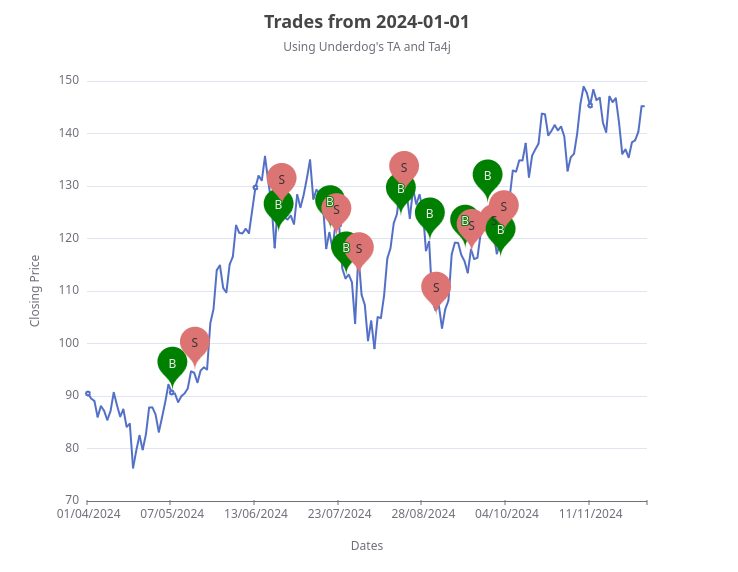 Trades from 2024-01-01
Using Underdog's TA and Ta4j
150
140
130
120
110
100
90
80
70
Closing Price
B
S
B
S
B
S
B
S
B
S
B
S
B
S
B
B
S
01/04/2024 07/05/2024 13/06/2024 23/07/2024 28/08/2024 04/10/2024 11/11/2024
Dates